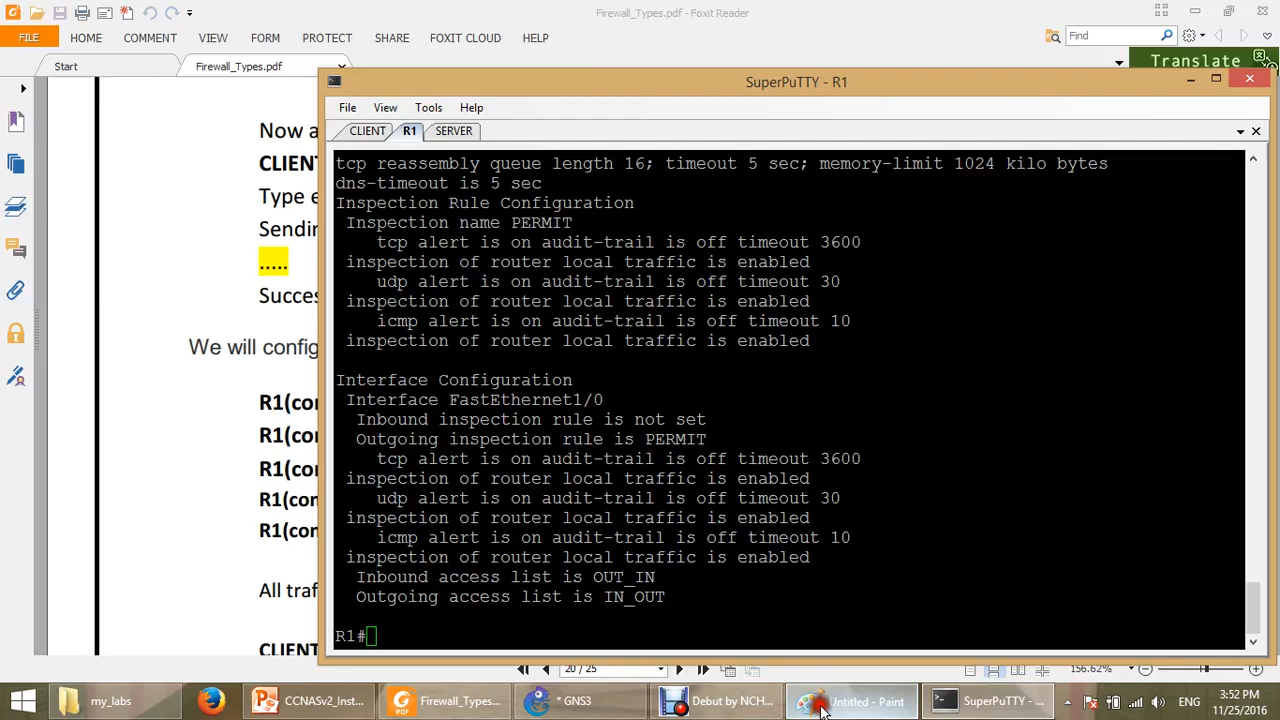 Firewall_Types.pdf - Foxit Reader
FILE HOME COMMENT VIEW FORM PROTECT SHARE FOXIT CLOUD HELP Find
Start Firewall_Types.pdf Translate
SuperPuTTY - R1
File View Tools Help
CLIENT R1 SERVER
Now a
CLIENT
Type e
Sendin
.....
Succes
We will config
R1(con
R1(con
R1(con
R1(con
R1(con
All traf
CLIENT
tcp reassembly queue length 16; timeout 5 sec; memory-limit 1024 kilo bytes
dns-timeout is 5 sec
Inspection Rule Configuration
Inspection name PERMIT
tcp alert is on audit-trail is off timeout 3600
inspection of router local traffic is enabled
udp alert is on audit-trail is off timeout 30
inspection of router local traffic is enabled
icmp alert is on audit-trail is off timeout 10
inspection of router local traffic is enabled
Interface Configuration
Interface FastEthernet1/0
Inbound inspection rule is not set
Outgoing inspection rule is PERMIT
tcp alert is on audit-trail is off timeout 3600
inspection of router local traffic is enabled
udp alert is on audit-trail is off timeout 30
inspection of router local traffic is enabled
icmp alert is on audit-trail is off timeout 10
inspection of router local traffic is enabled
Inbound access list is OUT_IN
Outgoing access list is IN_OUT
R1#
20 / 25 156.62%
my_labs CCNASv2_Inst... Firewall_Types... * GNS3 Debut by NCH... Untitled - Paint SuperPuTTY - ... ENG 3:52 PM
11/25/2016